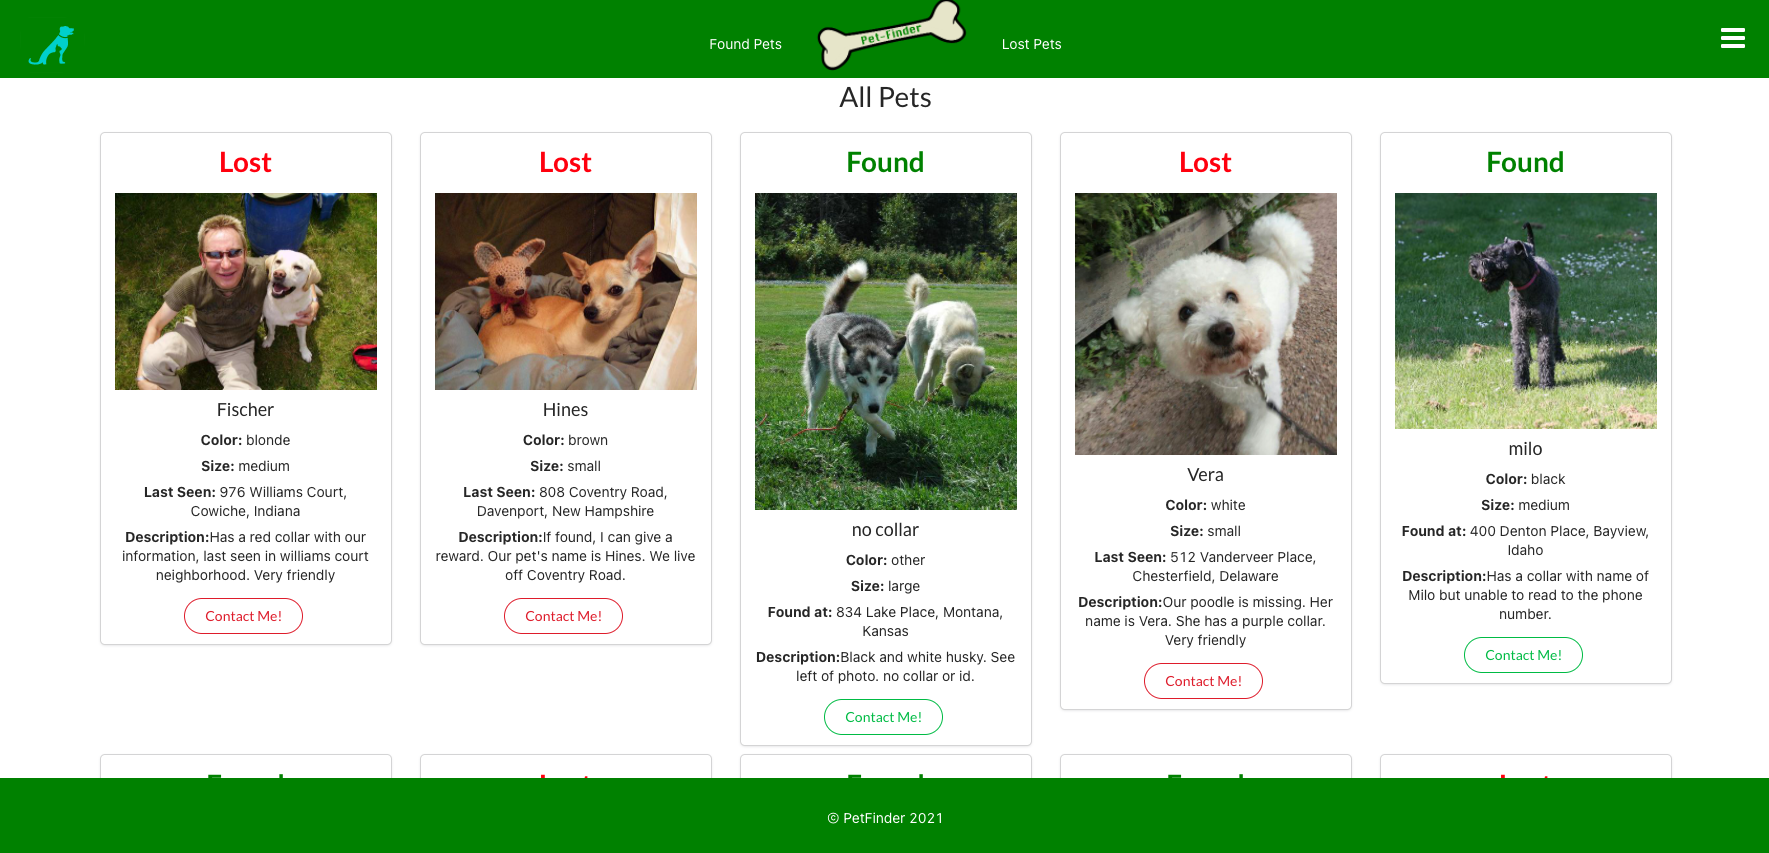 Found Pets
Pet-Finder
Lost Pets
All Pets
Lost
Fischer
Color: blonde
Size: medium
Last Seen: 976 Williams Court,
Cowiche, Indiana
Description:Has a red collar with our
information, last seen in williams court
neighborhood. Very friendly
Contact Me!
Lost
Hines
Color: brown
Size: small
Last Seen: 808 Coventry Road,
Davenport, New Hampshire
Description:If found, I can give a
reward. Our pet's name is Hines. We live
off Coventry Road.
Contact Me!
Found
no collar
Color: other
Size: large
Found at: 834 Lake Place, Montana,
Kansas
Description:Black and white husky. See
left of photo. no collar or id.
Contact Me!
Lost
Vera
Color: white
Size: small
Last Seen: 512 Vanderveer Place,
Chesterfield, Delaware
Description:Our poodle is missing. Her
name is Vera. She has a purple collar.
Very friendly
Contact Me!
Found
milo
Color: black
Size: medium
Found at: 400 Denton Place, Bayview,
Idaho
Description:Has a collar with name of
Milo but unable to read to the phone
number.
Contact Me!
© PetFinder 2021